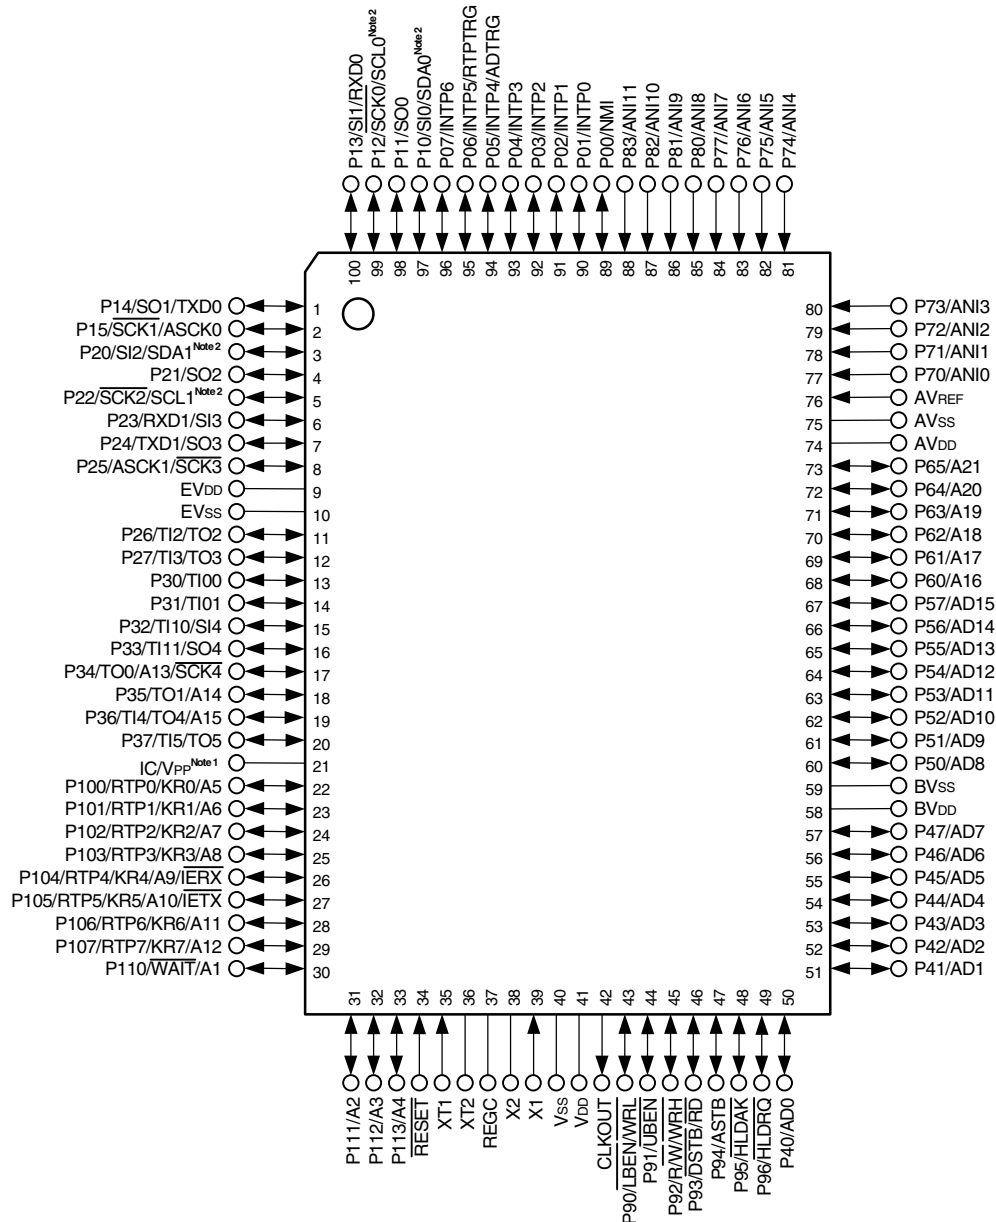 P13/SI1/RXD0
P12/SCK0/SCL0Note2
P11/SO0
P10/SI0/SDA0Note2
P07/INTP6
P06/INTP5/RTPTRG
P05/INTP4/ADTRG
P04/INTP3
P03/INTP2
P02/INTP1
P01/INTP0
P00/NMI
P83/ANI11
P82/ANI10
P81/ANI9
P80/ANI8
P77/ANI7
P76/ANI6
P75/ANI5
P74/ANI4
100 99 98 97 96 95 94 93 92 91 90 89 88 87 86 85 84 83 82 81
P14/SO1/TXD0 1
P15/SCK1/ASCK0 2
P20/SI2/SDA1Note2 3
P21/SO2 4
P22/SCK2/SCL1Note2 5
P23/RXD1/SI3 6
P24/TXD1/SO3 7
P25/ASCK1/SCK3 8
EVDD 9
EVSS 10
P26/TI2/TO2 11
P27/TI3/TO3 12
P30/TI00 13
P31/TI01 14
P32/TI10/SI4 15
P33/TI11/SO4 16
P34/TO0/A13/SCK4 17
P35/TO1/A14 18
P36/TI4/TO4/A15 19
P37/TI5/TO5 20
IC/VPPNote1 21
P100/RTP0/KR0/A5 22
P101/RTP1/KR1/A6 23
P102/RTP2/KR2/A7 24
P103/RTP3/KR3/A8 25
P104/RTP4/KR4/A9/IERX 26
P105/RTP5/KR5/A10/IETX 27
P106/RTP6/KR6/A11 28
P107/RTP7/KR7/A12 29
P110/WAIT/A1 30
80 P73/ANI3
79 P72/ANI2
78 P71/ANI1
77 P70/ANI0
76 AVREF
75 AVSS
74 AVDD
73 P65/A21
72 P64/A20
71 P63/A19
70 P62/A18
69 P61/A17
68 P60/A16
67 P57/AD15
66 P56/AD14
65 P55/AD13
64 P54/AD12
63 P53/AD11
62 P52/AD10
61 P51/AD9
60 P50/AD8
59 BVSS
58 BVDD
57 P47/AD7
56 P46/AD6
55 P45/AD5
54 P44/AD4
53 P43/AD3
52 P42/AD2
51 P41/AD1
31 32 33 34 35 36 37 38 39 40 41 42 43 44 45 46 47 48 49 50
P111/A2
P112/A3
P113/A4
RESET
XT1
XT2
REGC
X2
X1
VSS
VDD
CLKOUT
P90/LBEN/WRL
P91/UBEN
P92/R/W/WRH
P93/DSTB/RD
P94/ASTB
P95/HLDAK
P96/HLDRQ
P40/AD0